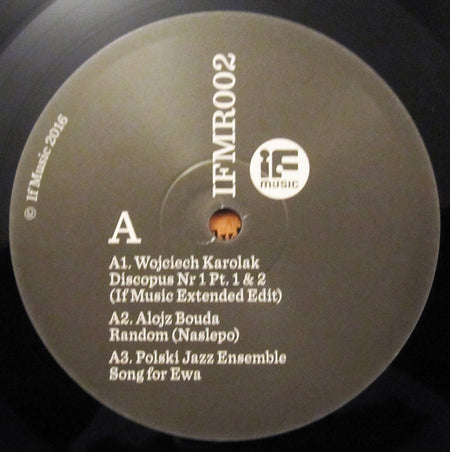 © If Music 2016
IFMR002
iF
MUSIC
A
A1. Wojciech Karolak
Discopus Nr 1 Pt. 1 & 2
(If Music Extended Edit)
A2. Alojz Bouda
Random (Naslepo)
A3. Polski Jazz Ensemble
Song for Ewa